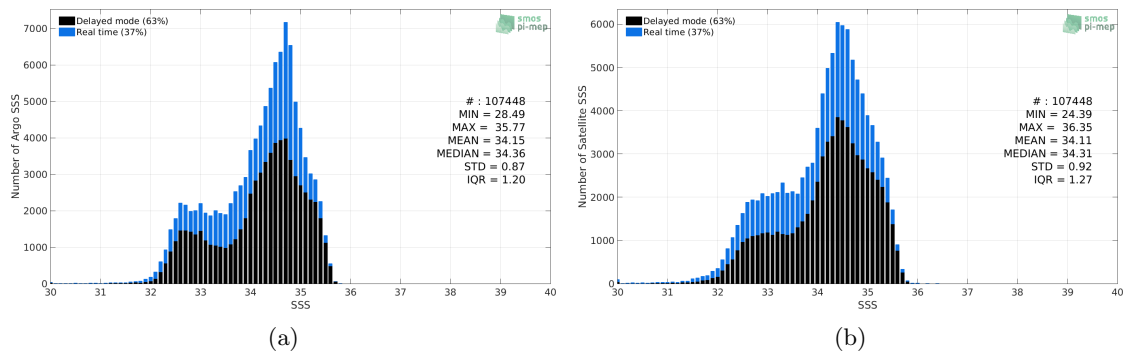 Delayed mode (63%)
Real time (37%)
smos
pi-mep
# : 107448
MIN = 28.49
MAX = 35.77
MEAN = 34.15
MEDIAN = 34.36
STD = 0.87
IQR = 1.20
Number of Argo SSS
7000
6000
5000
4000
3000
2000
1000
0
30 31 32 33 34 35 36 37 38 39 40
SSS
(a)
Delayed mode (63%)
Real time (37%)
smos
pi-mep
# : 107448
MIN = 24.39
MAX = 36.35
MEAN = 34.11
MEDIAN = 34.31
STD = 0.92
IQR = 1.27
Number of Satellite SSS
6000
5000
4000
3000
2000
1000
0
30 31 32 33 34 35 36 37 38 39 40
SSS
(b)